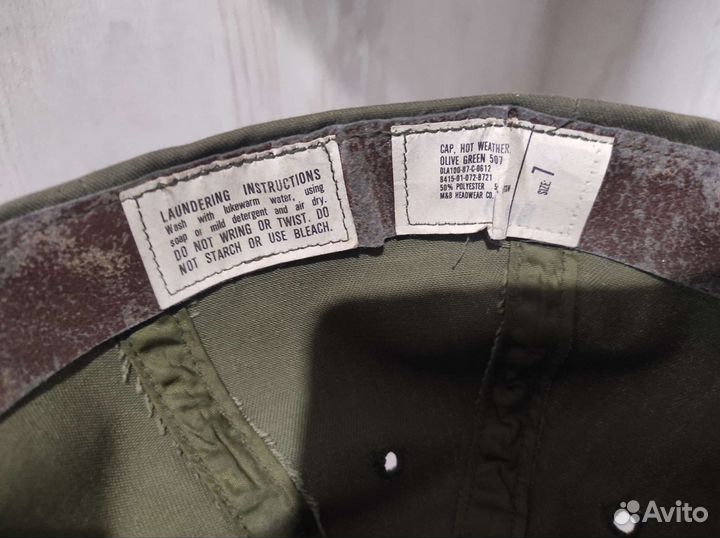 LAUNDERING INSTRUCTIONS
Wash with lukewarm water, using
soap or mild detergent and air dry.
DO NOT WRING OR TWIST. DO
NOT STARCH OR USE BLEACH.
CAP, HOT WEATHER
OLIVE GREEN 507
DLA100-87-C-0612
8415-01-072-8721
50% POLYESTER
M&B HEADWEAR CO.
SIZE 7
Avito